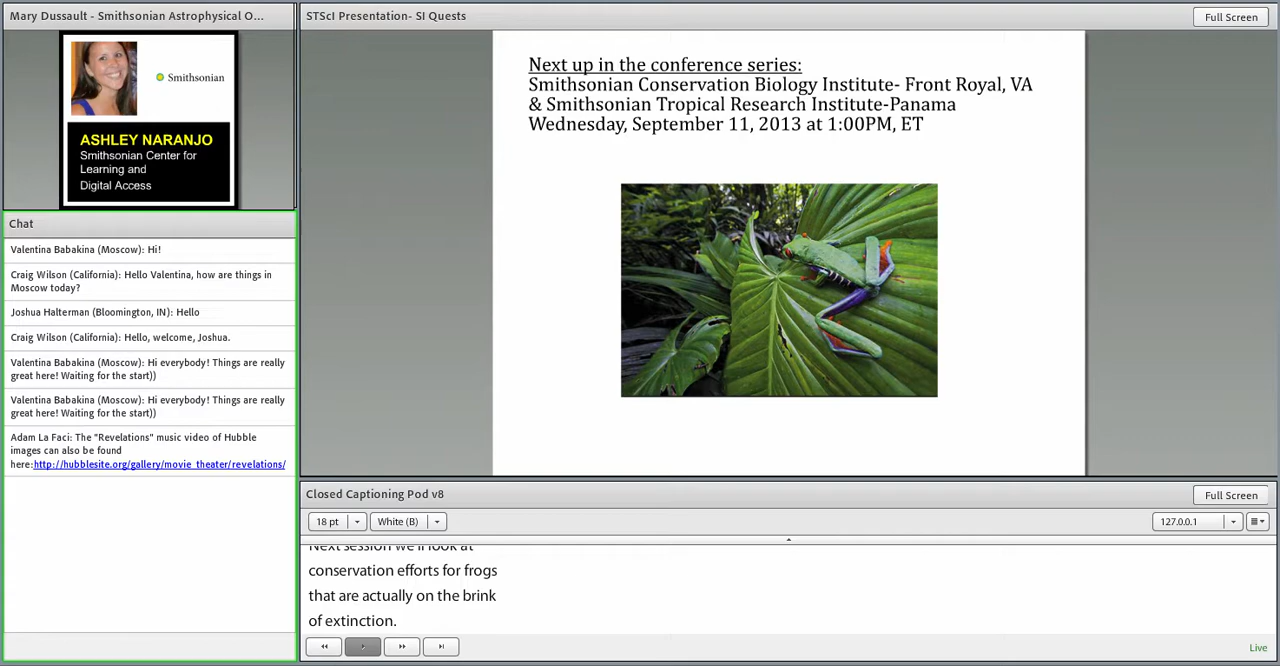 Mary Dussault - Smithsonian Astrophysical O...
Smithsonian
ASHLEY NARANJO
Smithsonian Center for
Learning and
Digital Access
Chat
Valentina Babakina (Moscow): Hi!
Craig Wilson (California): Hello Valentina, how are things in
Moscow today?
Joshua Halterman (Bloomington, IN): Hello
Craig Wilson (California): Hello, welcome, Joshua.
Valentina Babakina (Moscow): Hi everybody! Things are really
great here! Waiting for the start))
Valentina Babakina (Moscow): Hi everybody! Things are really
great here! Waiting for the start))
Adam La Faci: The "Revelations" music video of Hubble
images can also be found
here:http://hubblesite.org/gallery/movie_theater/revelations/
STScI Presentation- SI Quests
Full Screen
Next up in the conference series:
Smithsonian Conservation Biology Institute- Front Royal, VA
& Smithsonian Tropical Research Institute-Panama
Wednesday, September 11, 2013 at 1:00PM, ET
Closed Captioning Pod v8
Full Screen
18 pt
White (B)
127.0.0.1
Next session we'll look at
conservation efforts for frogs
that are actually on the brink
of extinction.
Live